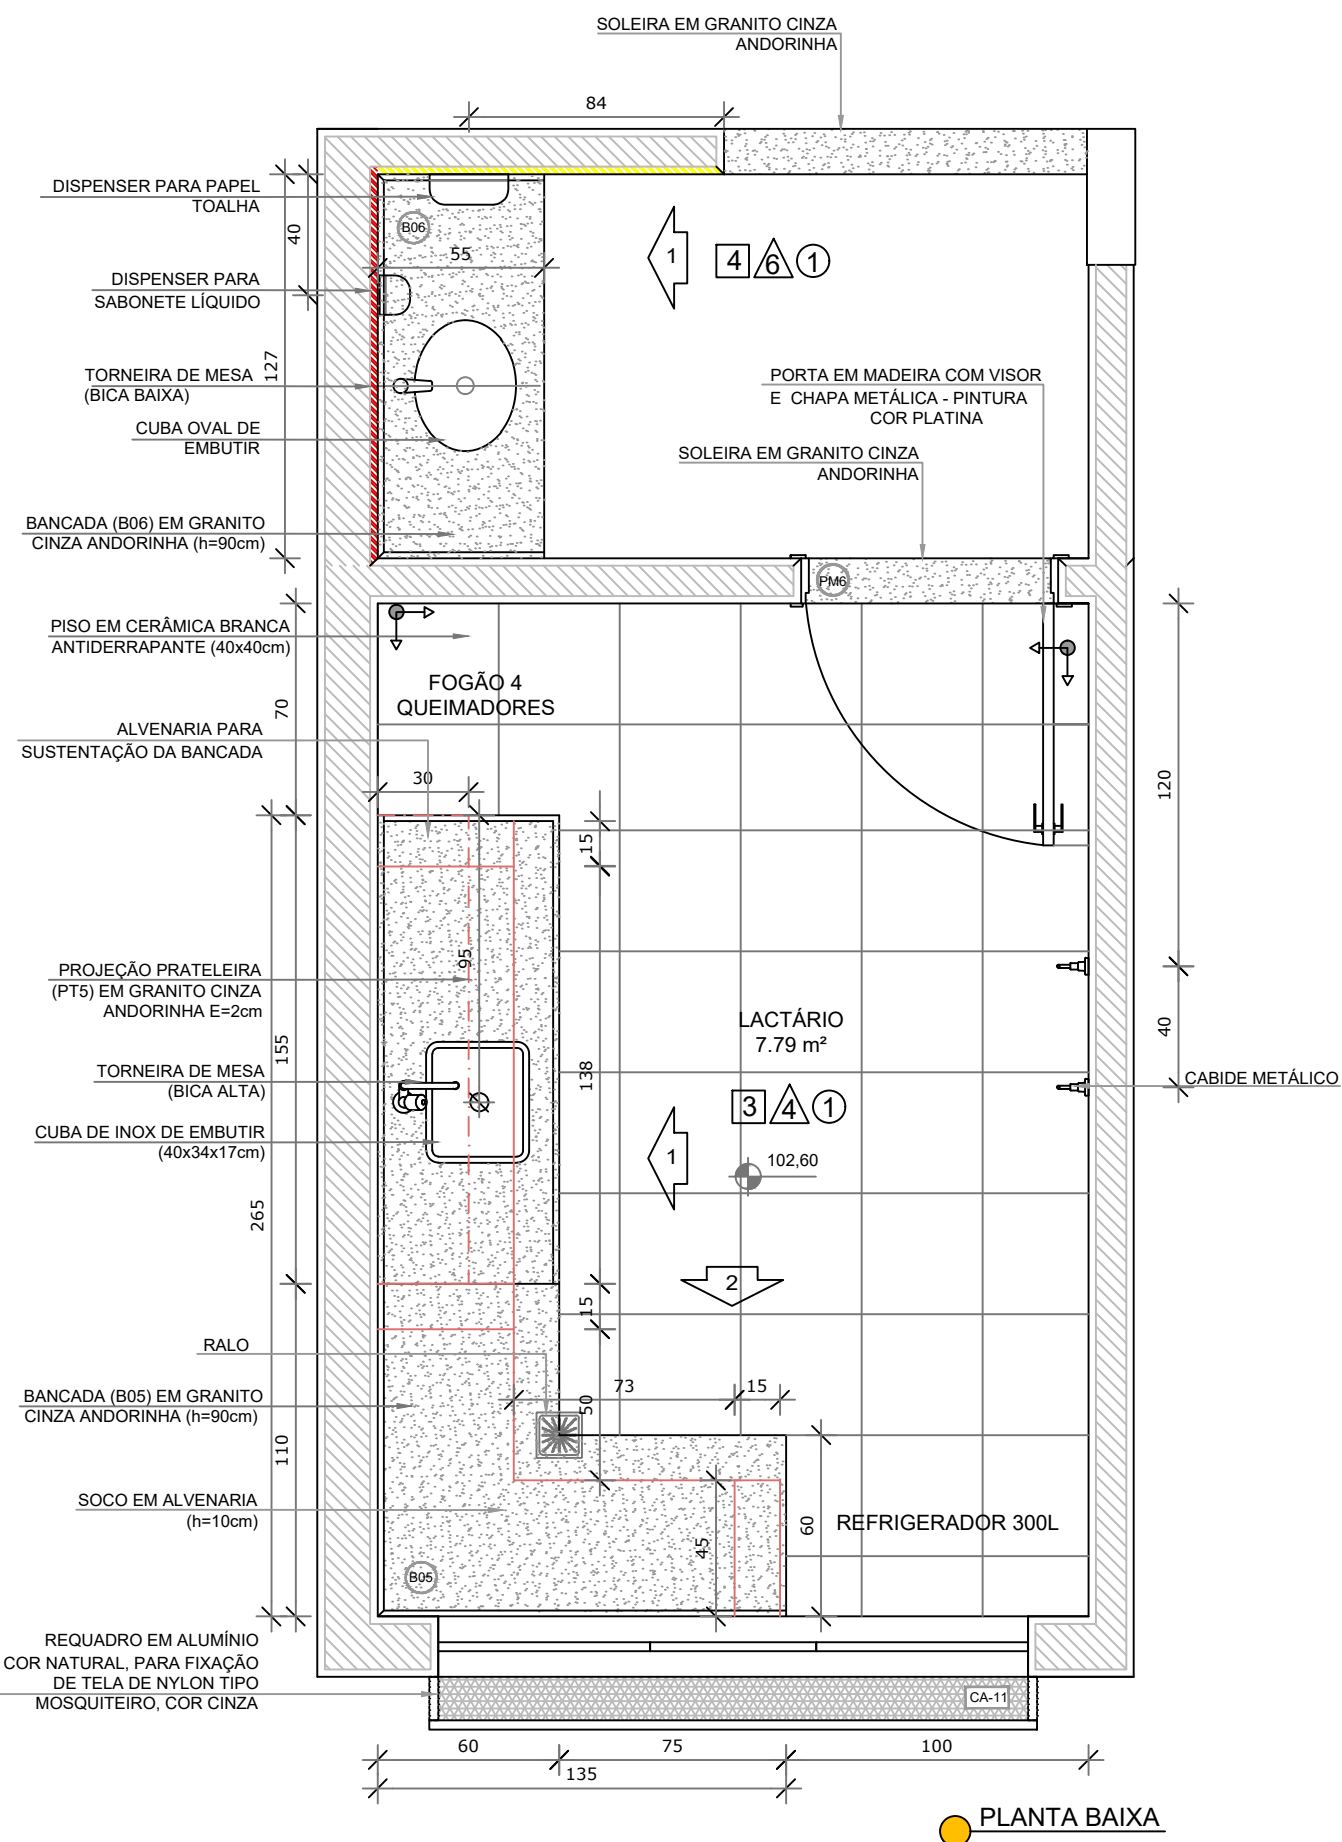 SOLEIRA EM GRANITO CINZA
ANDORINHA
84
DISPENSER PARA PAPEL
TOALHA
B06
40
55
1
4
6
1
DISPENSER PARA
SABONETE LÍQUIDO
127
TORNEIRA DE MESA
(BICA BAIXA)
PORTA EM MADEIRA COM VISOR
E CHAPA METÁLICA - PINTURA
COR PLATINA
CUBA OVAL DE
EMBUTIR
SOLEIRA EM GRANITO CINZA
ANDORINHA
BANCADA (B06) EM GRANITO
CINZA ANDORINHA (h=90cm)
PM6
PISO EM CERÂMICA BRANCA
ANTIDERRAPANTE (40x40cm)
FOGÃO 4
QUEIMADORES
70
ALVENARIA PARA
SUSTENTAÇÃO DA BANCADA
30
120
15
95
PROJEÇÃO PRATELEIRA
(PT5) EM GRANITO CINZA
ANDORINHA E=2cm
LACTÁRIO
7.79 m²
40
155
138
TORNEIRA DE MESA
(BICA ALTA)
CABIDE METÁLICO
3
4
1
CUBA DE INOX DE EMBUTIR
(40x34x17cm)
1
102,60
265
2
15
RALO
73
15
50
BANCADA (B05) EM GRANITO
CINZA ANDORINHA (h=90cm)
110
SOCO EM ALVENARIA
(h=10cm)
45
60
REFRIGERADOR 300L
B05
REQUADRO EM ALUMÍNIO
COR NATURAL, PARA FIXAÇÃO
DE TELA DE NYLON TIPO
MOSQUITEIRO, COR CINZA
CA-11
60
75
100
135
PLANTA BAIXA